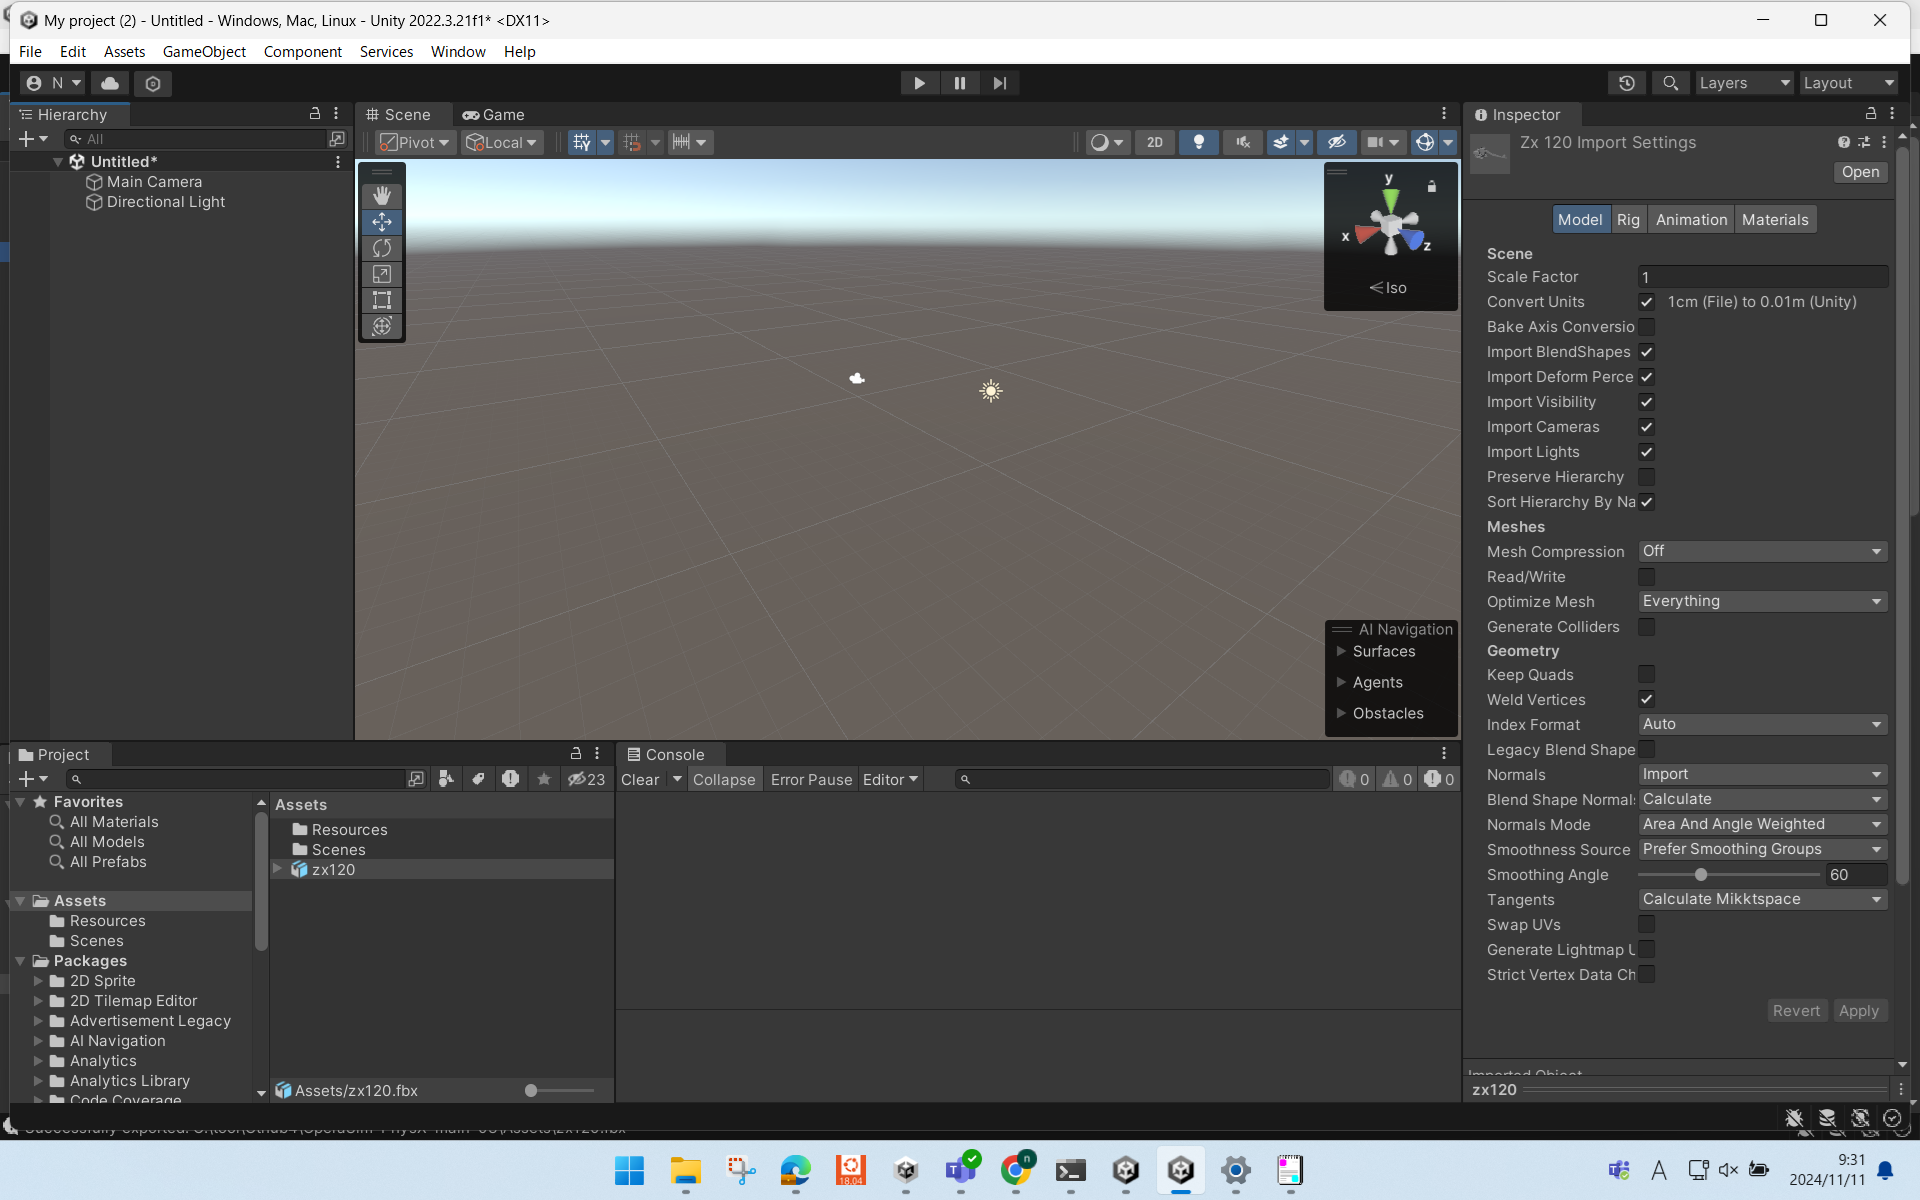 My project (2) - Untitled - Windows, Mac, Linux - Unity 2022.3.21f1* <DX11>
File Edit Assets GameObject Component Services Window Help
N
Layers
Layout
Hierarchy
All
Untitled*
Main Camera
Directional Light
Scene
Game
Pivot
Local
2D
y
x
z
Iso
AI Navigation
Surfaces
Agents
Obstacles
Inspector
Zx 120 Import Settings
Open
Model Rig Animation Materials
Scene
Scale Factor 1
Convert Units 1cm (File) to 0.01m (Unity)
Bake Axis Conversio
Import BlendShapes
Import Deform Perce
Import Visibility
Import Cameras
Import Lights
Preserve Hierarchy
Sort Hierarchy By Na
Meshes
Mesh Compression Off
Read/Write
Optimize Mesh Everything
Generate Colliders
Geometry
Keep Quads
Weld Vertices
Index Format Auto
Legacy Blend Shape
Normals Import
Blend Shape Normals Calculate
Normals Mode Area And Angle Weighted
Smoothness Source Prefer Smoothing Groups
Smoothing Angle 60
Tangents Calculate Mikktspace
Swap UVs
Generate Lightmap U
Strict Vertex Data Ch
Revert Apply
Imported Object
zx120
Project
23
Favorites
All Materials
All Models
All Prefabs
Assets
Resources
Scenes
Packages
2D Sprite
2D Tilemap Editor
Advertisement Legacy
AI Navigation
Analytics
Analytics Library
Code Coverage
Assets
Resources
Scenes
zx120
Assets/zx120.fbx
Console
Clear Collapse Error Pause Editor
0 0 0
18.04
n
A
9:31
2024/11/11